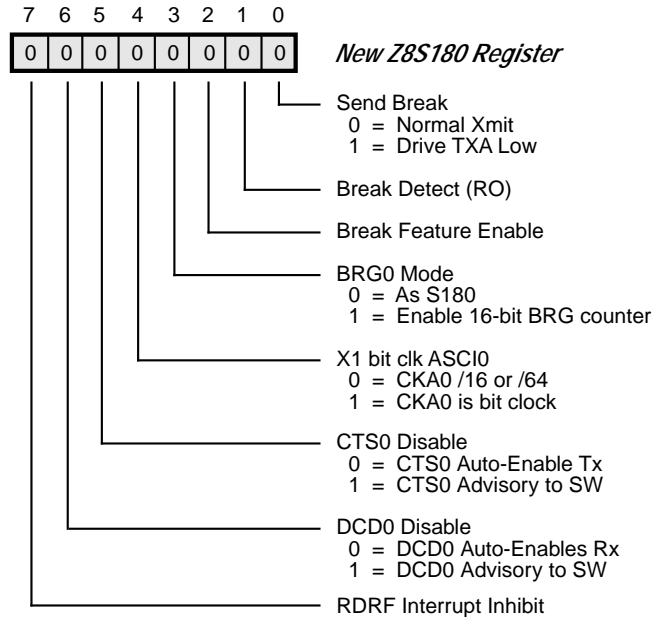 7 6 5 4 3 2 1 0
0 0 0 0 0 0 0 0 New Z8S180 Register
Send Break
0 = Normal Xmit
1 = Drive TXA Low
Break Detect (RO)
Break Feature Enable
BRG0 Mode
0 = As S180
1 = Enable 16-bit BRG counter
X1 bit clk ASCI0
0 = CKA0 /16 or /64
1 = CKA0 is bit clock
CTS0 Disable
0 = CTS0 Auto-Enable Tx
1 = CTS0 Advisory to SW
DCD0 Disable
0 = DCD0 Auto-Enables Rx
1 = DCD0 Advisory to SW
RDRF Interrupt Inhibit